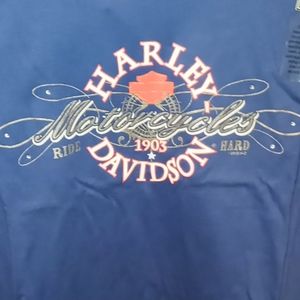 HARLEY-
Motorcycles
RIDE 1903 HARD
DAVIDSON